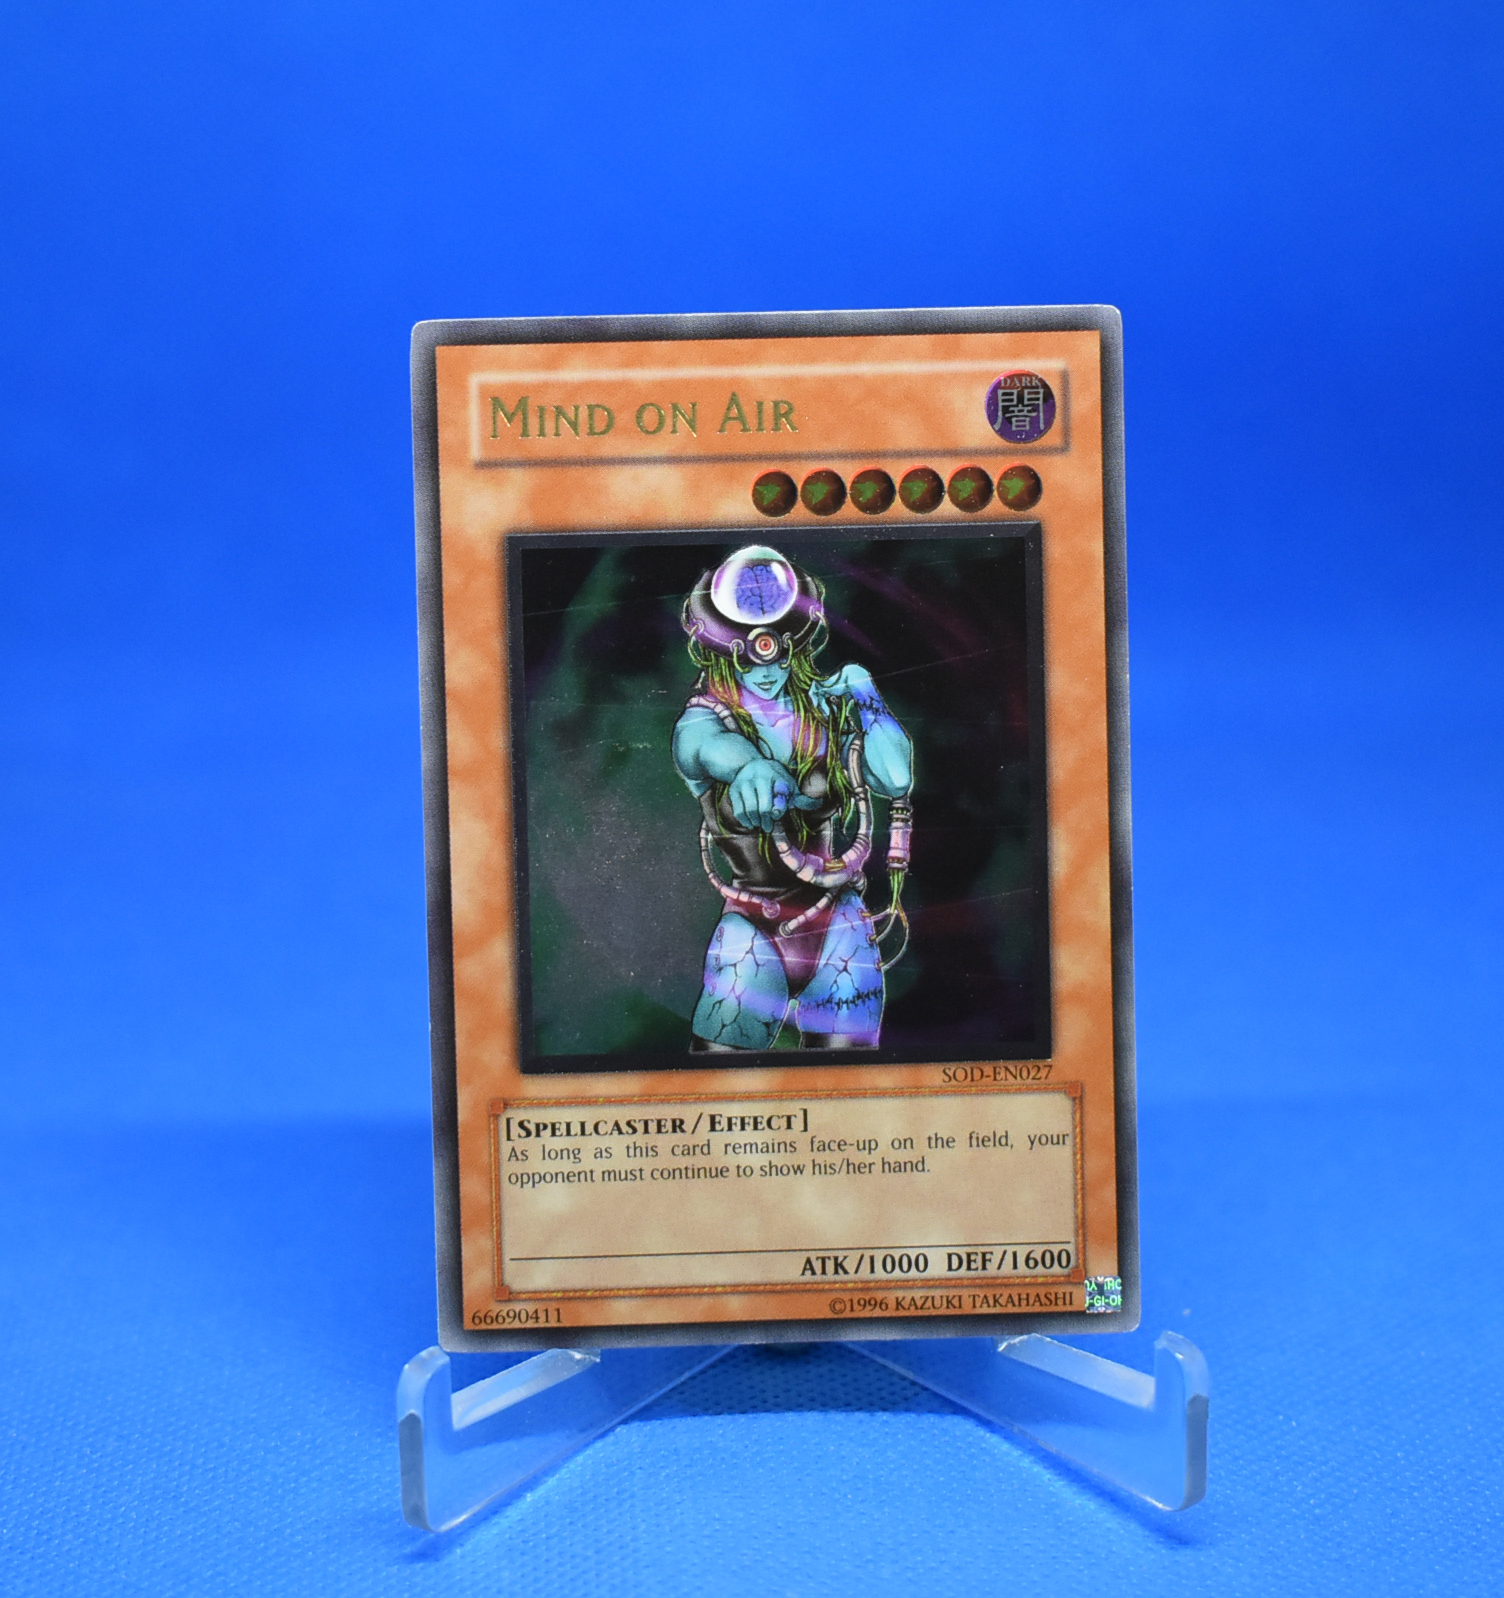 MIND ON AIR
DARK
闇
SOD-EN027
[SPELLCASTER/EFFECT]
As long as this card remains face-up on the field, your
opponent must continue to show his/her hand.
ATK/1000 DEF/1600
66690411
©1996 KAZUKI TAKAHASHI